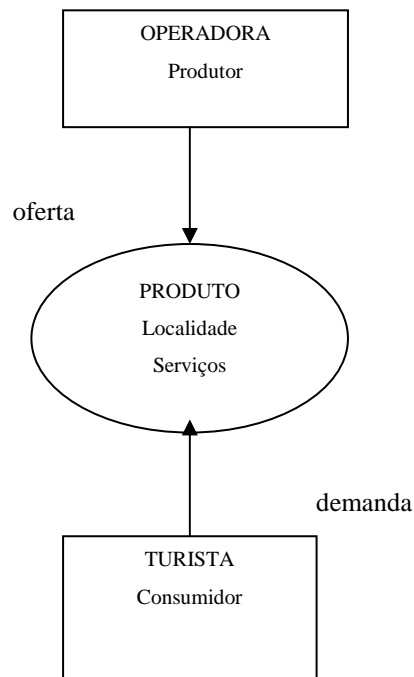 OPERADORA
Produtor
oferta
PRODUTO
Localidade
Serviços
demanda
TURISTA
Consumidor